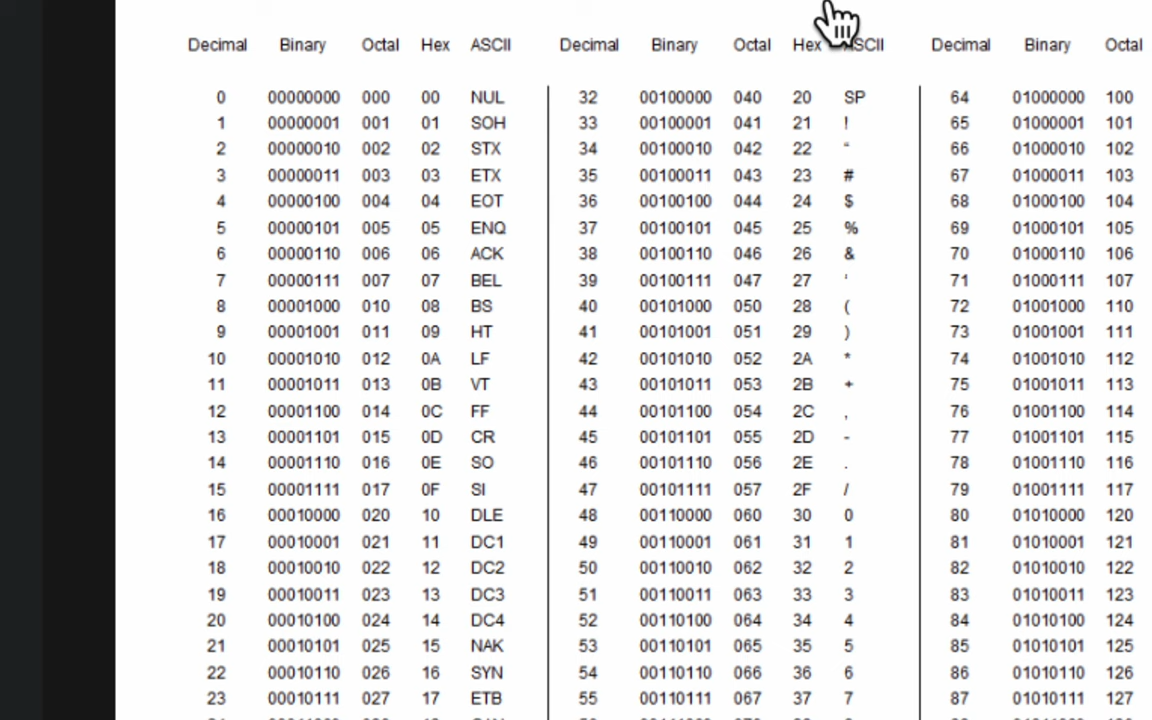 Decimal Binary Octal Hex ASCII Decimal Binary Octal Hex ASCII Decimal Binary Octal
0 00000000 000 00 NUL 32 00100000 040 20 SP 64 01000000 100
1 00000001 001 01 SOH 33 00100001 041 21 ! 65 01000001 101
2 00000010 002 02 STX 34 00100010 042 22 “ 66 01000010 102
3 00000011 003 03 ETX 35 00100011 043 23 # 67 01000011 103
4 00000100 004 04 EOT 36 00100100 044 24 $ 68 01000100 104
5 00000101 005 05 ENQ 37 00100101 045 25 % 69 01000101 105
6 00000110 006 06 ACK 38 00100110 046 26 & 70 01000110 106
7 00000111 007 07 BEL 39 00100111 047 27 ‘ 71 01000111 107
8 00001000 010 08 BS 40 00101000 050 28 ( 72 01001000 110
9 00001001 011 09 HT 41 00101001 051 29 ) 73 01001001 111
10 00001010 012 0A LF 42 00101010 052 2A * 74 01001010 112
11 00001011 013 0B VT 43 00101011 053 2B + 75 01001011 113
12 00001100 014 0C FF 44 00101100 054 2C , 76 01001100 114
13 00001101 015 0D CR 45 00101101 055 2D - 77 01001101 115
14 00001110 016 0E SO 46 00101110 056 2E . 78 01001110 116
15 00001111 017 0F SI 47 00101111 057 2F / 79 01001111 117
16 00010000 020 10 DLE 48 00110000 060 30 0 80 01010000 120
17 00010001 021 11 DC1 49 00110001 061 31 1 81 01010001 121
18 00010010 022 12 DC2 50 00110010 062 32 2 82 01010010 122
19 00010011 023 13 DC3 51 00110011 063 33 3 83 01010011 123
20 00010100 024 14 DC4 52 00110100 064 34 4 84 01010100 124
21 00010101 025 15 NAK 53 00110101 065 35 5 85 01010101 125
22 00010110 026 16 SYN 54 00110110 066 36 6 86 01010110 126
23 00010111 027 17 ETB 55 00110111 067 37 7 87 01010111 127